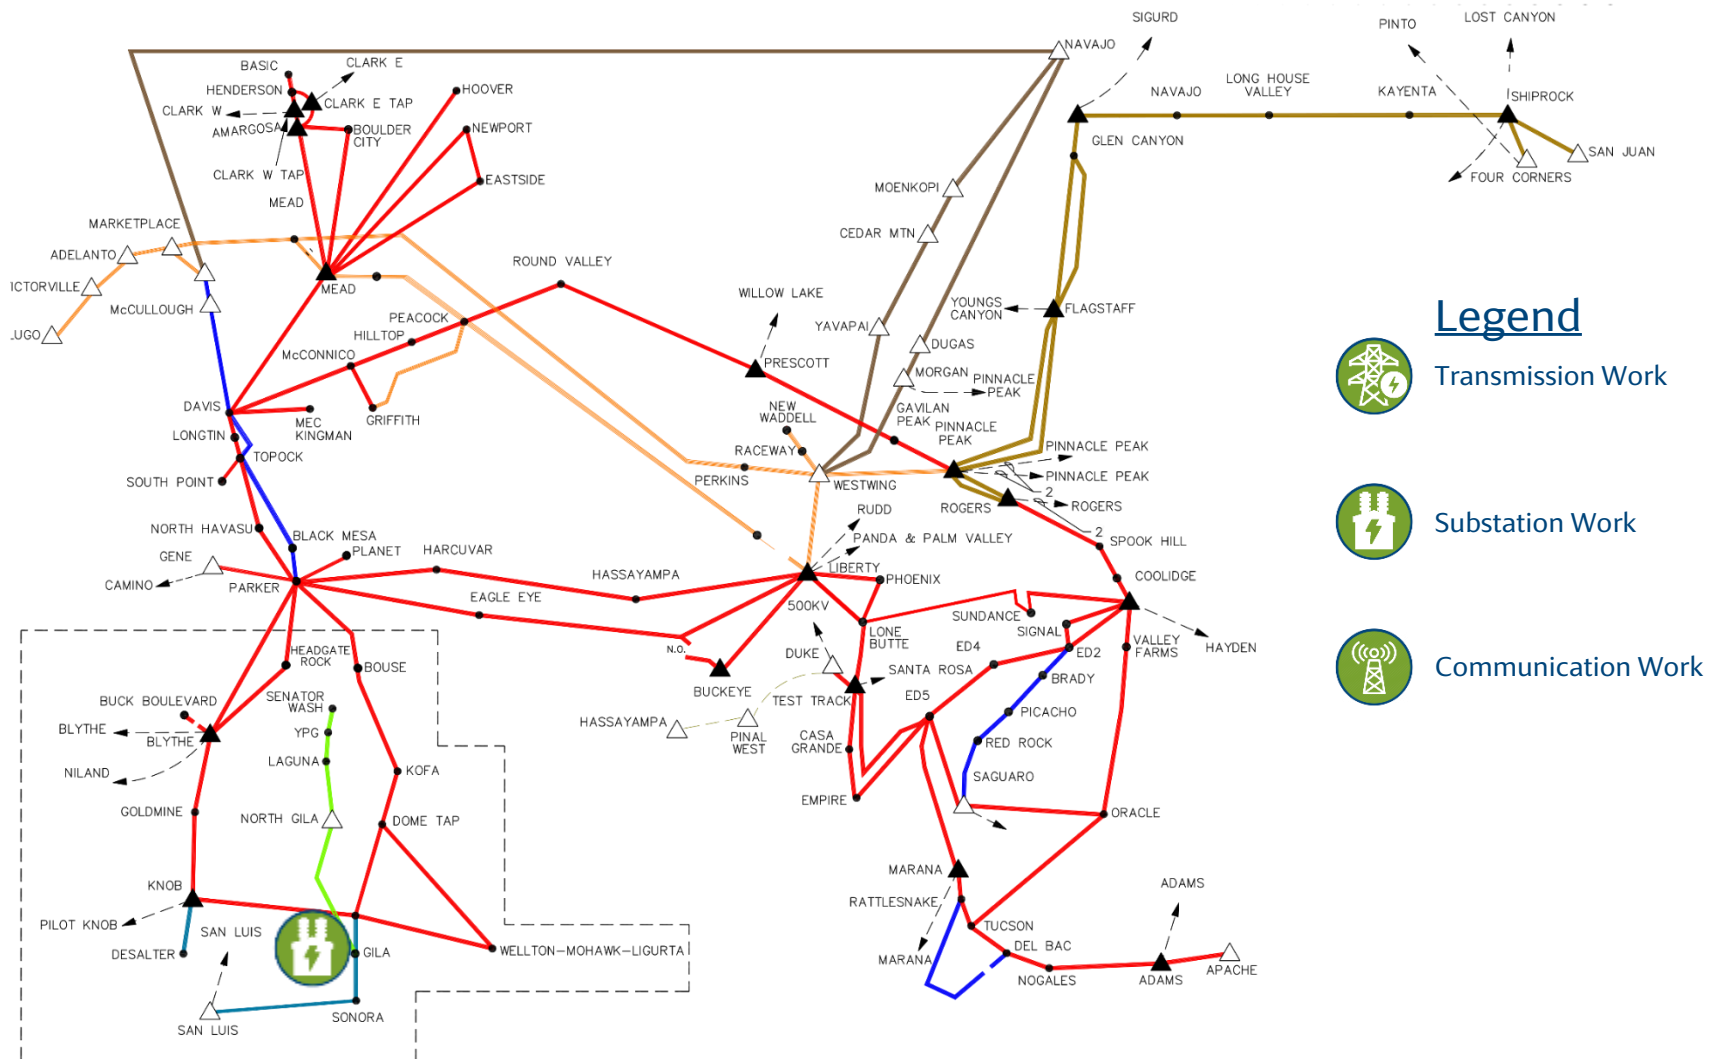 SIGURD
PINTO
LOST CANYON
NAVAJO
BASIC
CLARK E
HENDERSON
CLARK E TAP
CLARK W
AMARGOSA
BOULDER
CITY
CLARK W TAP
MEAD
HOOVER
NEWPORT
EASTSIDE
NAVAJO
LONG HOUSE
VALLEY
KAYENTA
SHIPROCK
GLEN CANYON
SAN JUAN
FOUR CORNERS
MOENKOPI
CEDAR MTN
MARKETPLACE
ADELANTO
ICTORVILLE
McCULLOUGH
.UGO
MEAD
ROUND VALLEY
WILLOW LAKE
PEACOCK
HILLTOP
McCONNICO
YAVAPAI
YOUNGS
CANYON
FLAGSTAFF
DUGAS
PRESCOTT
MORGAN
PINNACLE
PEAK
DAVIS
MEC
KINGMAN
GRIFFITH
NEW
WADDELL
GAVILAN
PEAK
PINNACLE
PEAK
LONGTIN
TOPOCK
RACEWAY
PINNACLE PEAK
PINNACLE PEAK
SOUTH POINT
PERKINS
WESTWING
2
ROGERS
ROGERS
NORTH HAVASU
BLACK MESA
RUDD
2
SPOOK HILL
GENE
PLANET
HARCUVAR
PANDA & PALM VALLEY
CAMINO
PARKER
HASSAYAMPA
LIBERTY
PHOENIX
COOLIDGE
EAGLE EYE
500KV
SUNDANCE
SIGNAL
LONE
BUTTE
VALLEY
FARMS
HAYDEN
N.O.
HEADGATE
ROCK
BOUSE
DUKE
ED4
ED2
SANTA ROSA
BUCKEYE
TEST TRACK
ED5
BRADY
BUCK BOULEVARD
SENATOR
WASH
HASSAYAMPA
PINAL
WEST
PICACHO
BLYTHE
BLYTHE
YPG
CASA
GRANDE
RED ROCK
NILAND
LAGUNA
KOFA
SAGUARO
GOLDMINE
NORTH GILA
DOME TAP
EMPIRE
ORACLE
KNOB
MARANA
ADAMS
RATTLESNAKE
PILOT KNOB
SAN LUIS
TUCSON
DESALTER
GILA
WELLTON-MOHAWK-LIGURTA
MARANA
DEL BAC
NOGALES
ADAMS
APACHE
SAN LUIS
SONORA
Legend
Transmission Work
Substation Work
Communication Work